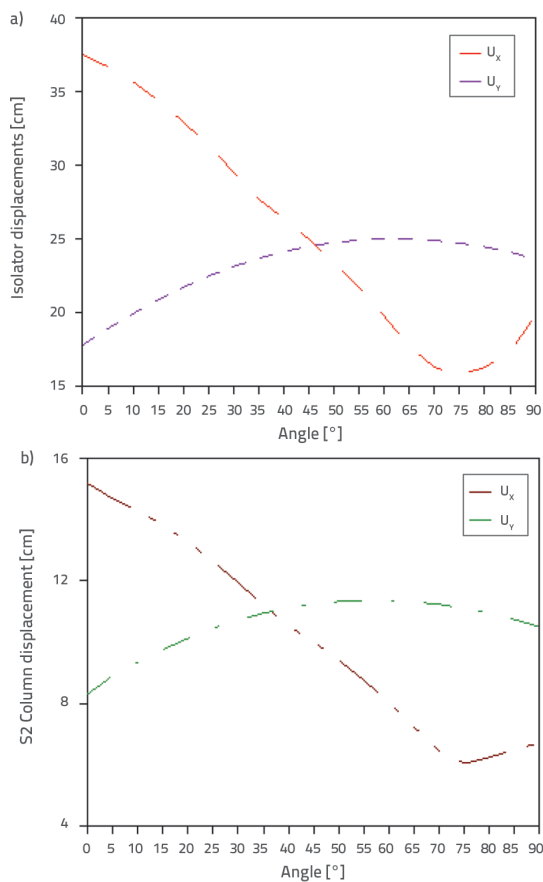 a)
40
35
30
25
20
15
Isolator displacements [cm]
Uₓ
Uᵧ
0 5 10 15 20 25 30 35 40 45 50 55 60 65 70 75 80 85 90
Angle [°]
b)
16
12
8
4
S2 Column displacement [cm]
Uₓ
Uᵧ
0 5 10 15 20 25 30 35 40 45 50 55 60 65 70 75 80 85 90
Angle [°]